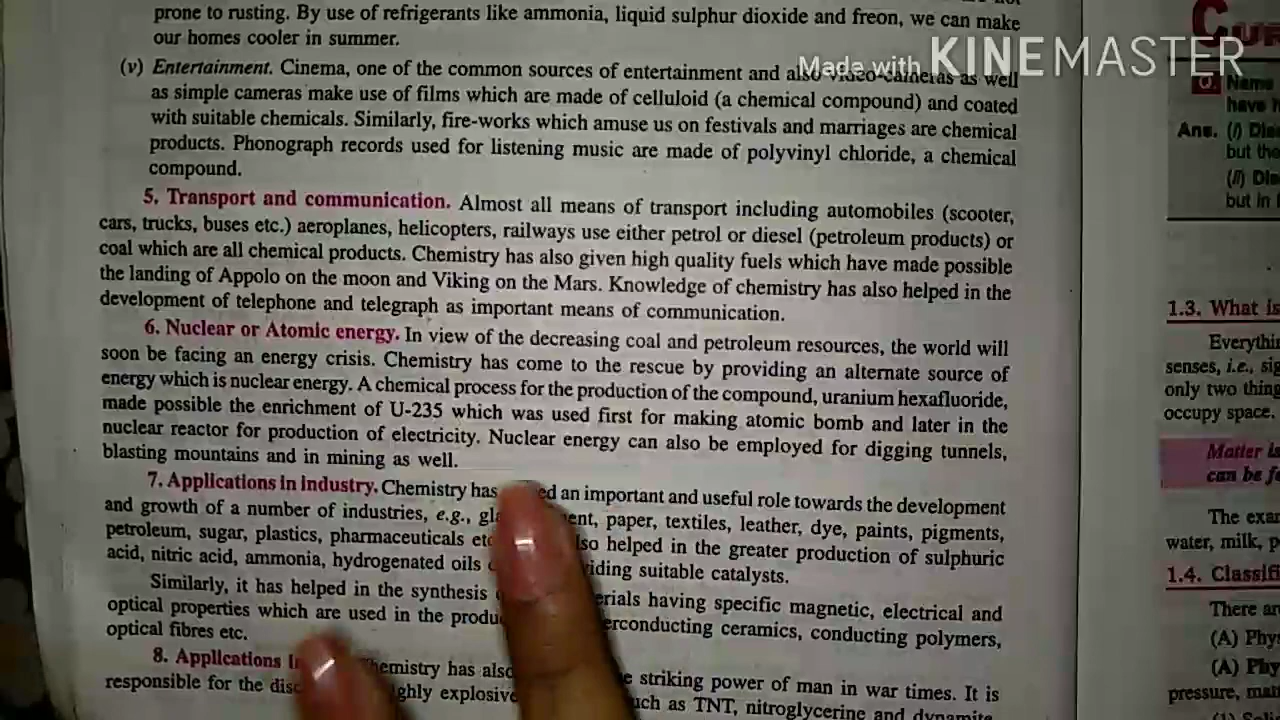 prone to rusting. By use of refrigerants like ammonia, liquid sulphur dioxide and freon, we can make
our homes cooler in summer.
Made with KINEMASTER
(v) Entertainment. Cinema, one of the common sources of entertainment and also video-cameras as well
as simple cameras make use of films which are made of celluloid (a chemical compound) and coated
with suitable chemicals. Similarly, fire-works which amuse us on festivals and marriages are chemical
products. Phonograph records used for listening music are made of polyvinyl chloride, a chemical
compound.
5. Transport and communication. Almost all means of transport including automobiles (scooter,
cars, trucks, buses etc.) aeroplanes, helicopters, railways use either petrol or diesel (petroleum products) or
coal which are all chemical products. Chemistry has also given high quality fuels which have made possible
the landing of Appolo on the moon and Viking on the Mars. Knowledge of chemistry has also helped in the
development of telephone and telegraph as important means of communication.
6. Nuclear or Atomic energy. In view of the decreasing coal and petroleum resources, the world will
soon be facing an energy crisis. Chemistry has come to the rescue by providing an alternate source of
energy which is nuclear energy. A chemical process for the production of the compound, uranium hexafluoride,
made possible the enrichment of U-235 which was used first for making atomic bomb and later in the
nuclear reactor for production of electricity. Nuclear energy can also be employed for digging tunnels,
blasting mountains and in mining as well.
7. Applications in Industry. Chemistry has an important and useful role towards the development
and growth of a number of industries, e.g., paper, textiles, leather, dye, paints, pigments,
petroleum, sugar, plastics, pharmaceuticals helped in the greater production of sulphuric
acid, nitric acid, ammonia, hydrogenated oils suitable catalysts.
Similarly, it has helped in the synthesis having specific magnetic, electrical and
optical properties which are used in the ceramics, conducting polymers,
optical fibres etc.
8. Applications Chemistry has striking power of man in war times. It is
responsible for the explosive such as TNT, nitroglycerine and dynamite
Q. Name
have
Ans. (i)
but the
(ii)
but in
1.3. What is
senses, i.e.,
only two
occupy space.
Matter is
can be
The
water, milk,
1.4.
There
(A)
(A)
pressure,